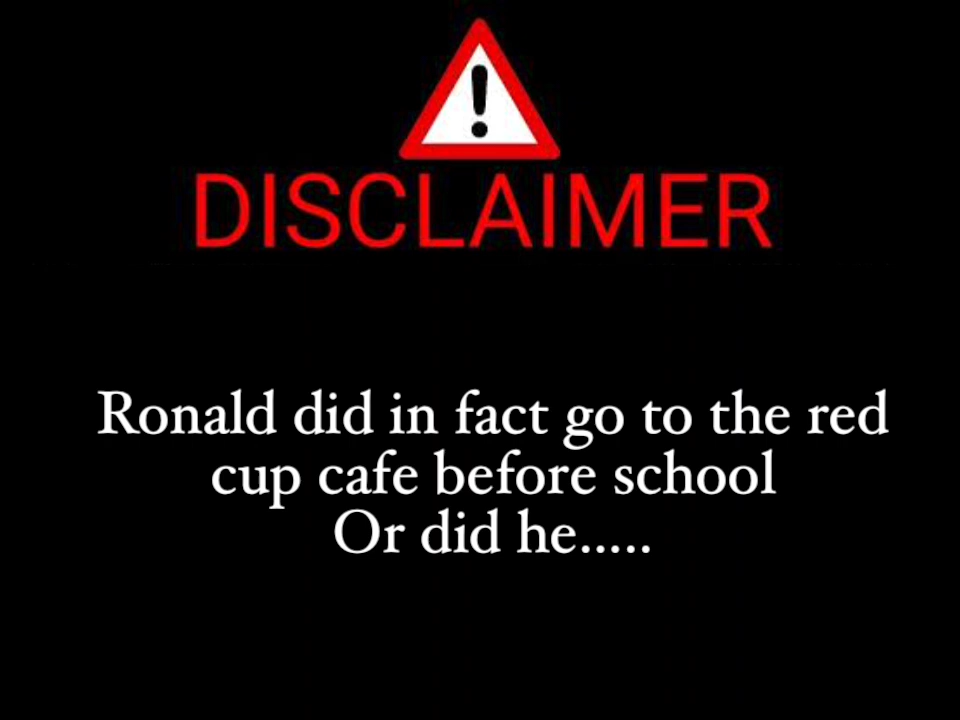 DISCLAIMER
Ronald did in fact go to the red
cup cafe before school
Or did he.....